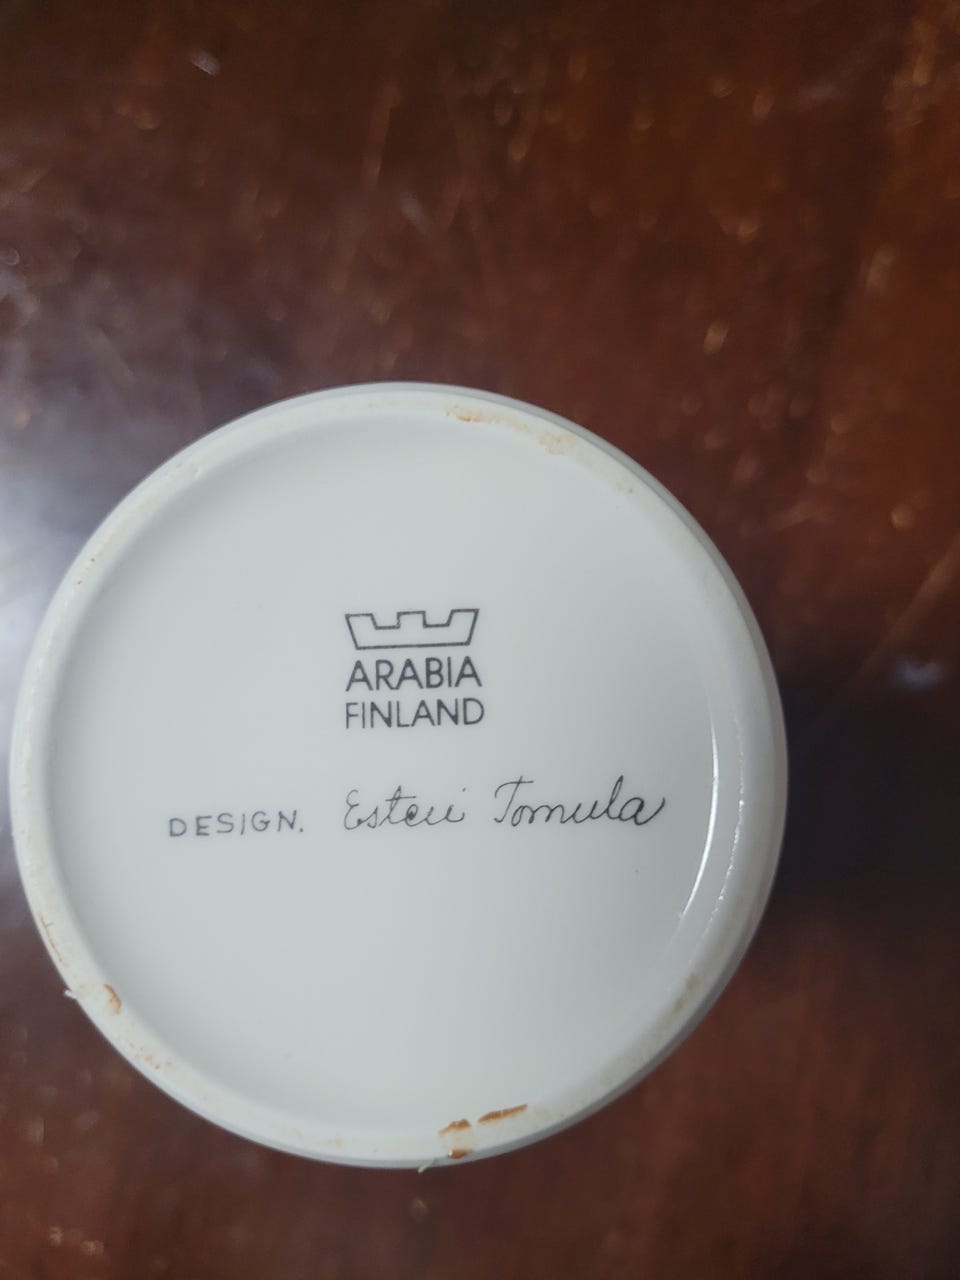 ARABIA
FINLAND
DESIGN. Esteri Tomula